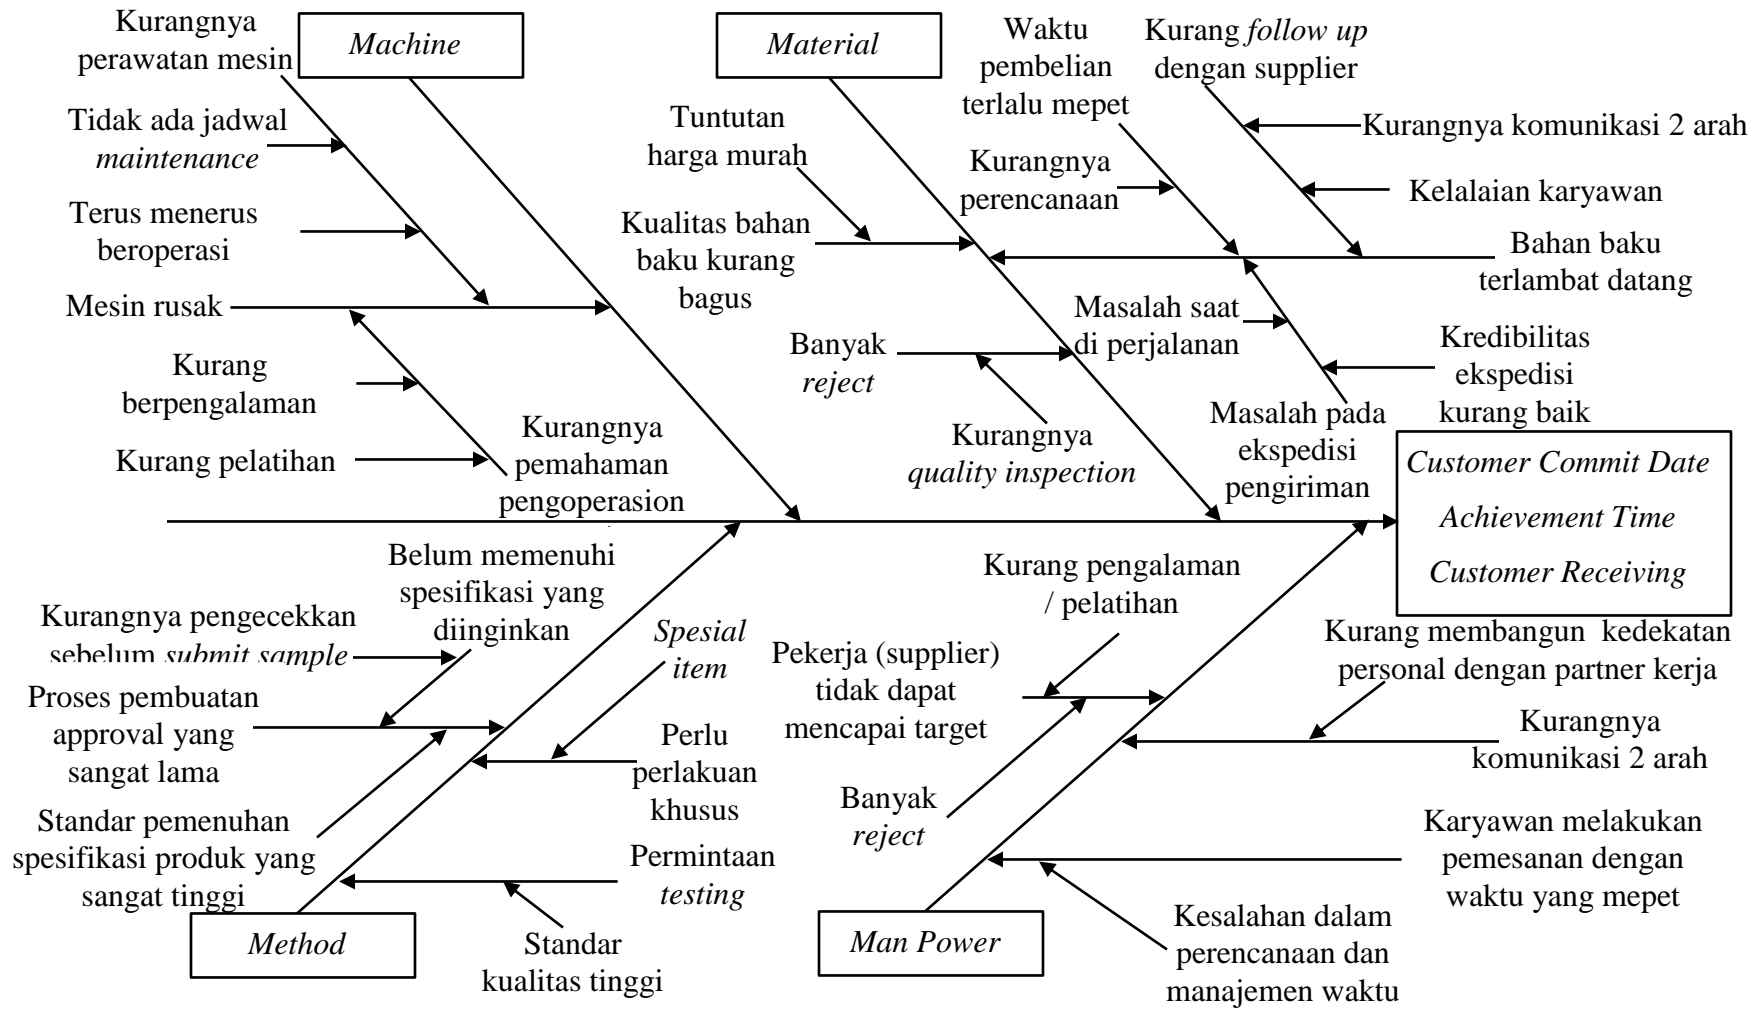 Kurangnya
perawatan mesin
Machine
Tidak ada jadwal
maintenance
Terus menerus
beroperasi
Mesin rusak
Kurang
berpengalaman
Kurang pelatihan
Kurangnya
pemahaman
pengoperasion
Material
Tuntutan
harga murah
Kualitas bahan
baku kurang
bagus
Banyak
reject
Kurangnya
quality inspection
Waktu
pembelian
terlalu mepet
Kurangnya
perencanaan
Kurang follow up
dengan supplier
Kurangnya komunikasi 2 arah
Kelalaian karyawan
Bahan baku
terlambat datang
Masalah saat
di perjalanan
Kredibilitas
ekspedisi
kurang baik
Masalah pada
ekspedisi
pengiriman
Customer Commit Date
Achievement Time
Customer Receiving
Belum memenuhi
spesifikasi yang
diinginkan
Kurangnya pengecekkan
sebelum submit sample
Proses pembuatan
approval yang
sangat lama
Standar pemenuhan
spesifikasi produk yang
sangat tinggi
Spesial
item
Perlu
perlakuan
khusus
Permintaan
testing
Standar
kualitas tinggi
Method
Kurang pengalaman
/ pelatihan
Pekerja (supplier)
tidak dapat
mencapai target
Banyak
reject
Kurang membangun kedekatan
personal dengan partner kerja
Kurangnya
komunikasi 2 arah
Karyawan melakukan
pemesanan dengan
waktu yang mepet
Kesalahan dalam
perencanaan dan
manajemen waktu
Man Power